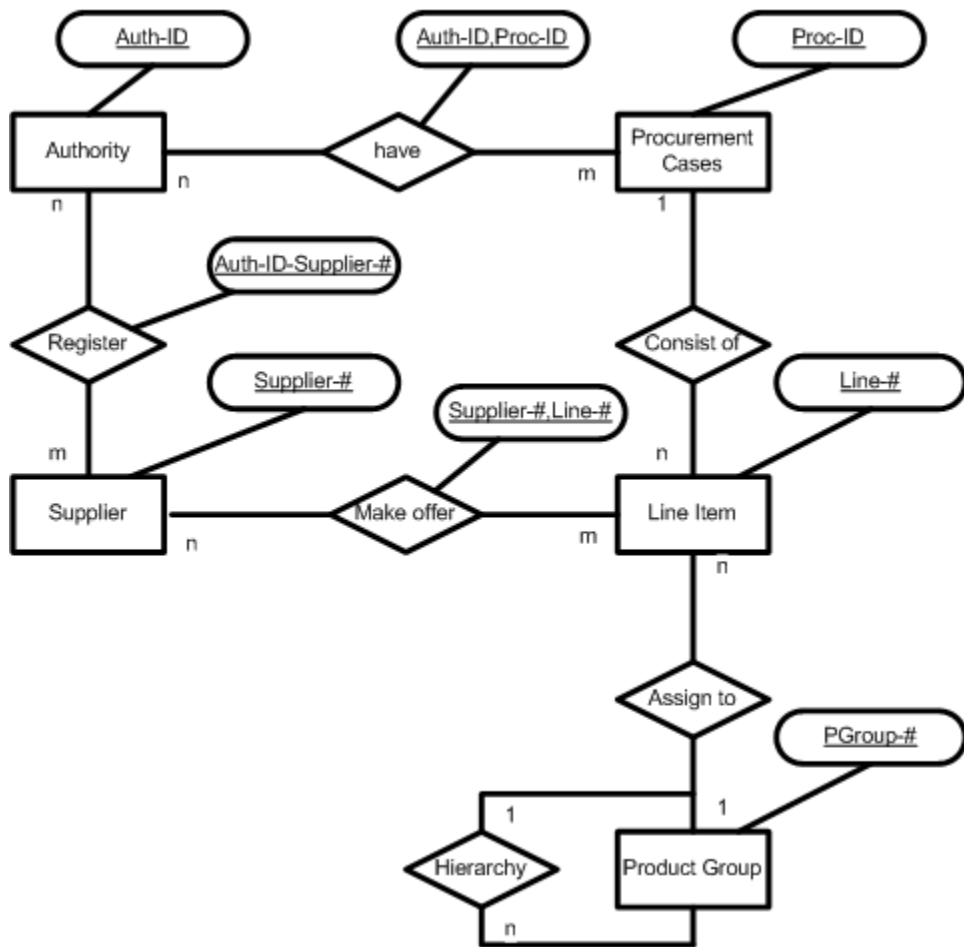 Auth-ID
Auth-ID,Proc-ID
Proc-ID
Authority
have
Procurement
Cases
n
m
n
1
Auth-ID-Supplier-#
Register
Consist of
Supplier-#
Supplier-#,Line-#
Line-#
m
n
Supplier
Make offer
Line Item
n
m
n
Assign to
PGroup-#
1
1
Hierarchy
Product Group
n